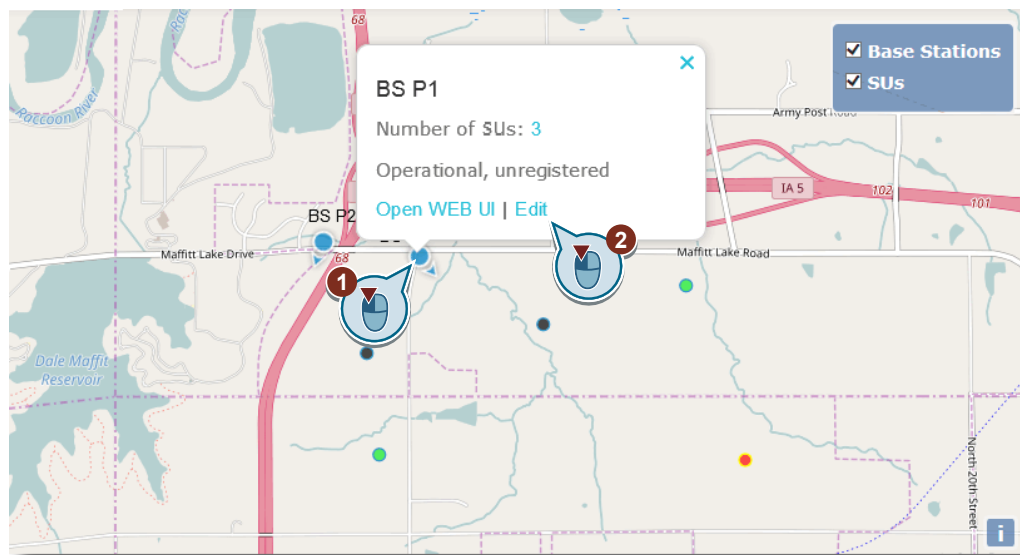 68
Raccoon River
BS P1
Number of SUs: 3
Operational, unregistered
Open WEB UI | Edit
Base Stations
SUs
Army Post Road
IA 5
102
101
BS P2
Maffitt Lake Drive
68
Maffitt Lake Road
1
2
Dale Maffit
Reservoir
North 20th Street
i